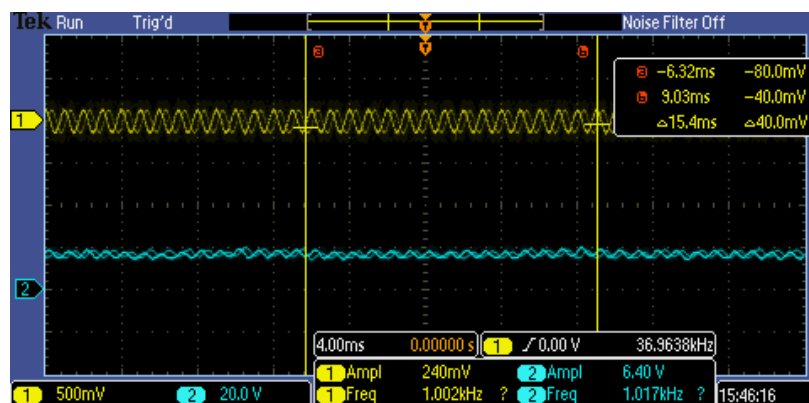 Tek Run Trig'd Noise Filter Off
T
T
a b
a −6.32ms −80.0mV
b 9.03ms −40.0mV
△15.4ms △40.0mV
1
2
4.00ms 0.00000 s 1 0.00 V 36.9638kHz
1 Ampl 240mV 2 Ampl 6.40 V
1 Freq 1.002kHz ? 2 Freq 1.017kHz ?
1 500mV 2 20.0 V 15:46:16